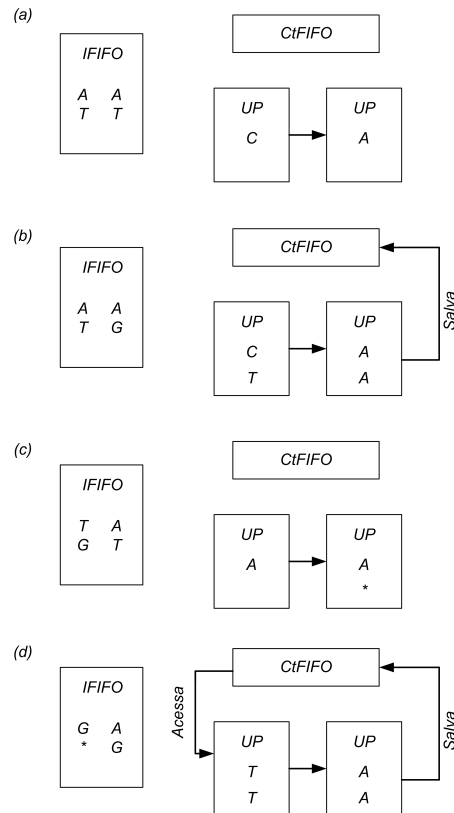 (a)
IFIFO
A A
T T
CtFIFO
UP
C
UP
A
(b)
IFIFO
A A
T G
CtFIFO
UP
C
T
UP
A
A
Salva
(c)
IFIFO
T A
G T
CtFIFO
UP
A
UP
A
*
(d)
IFIFO
G A
* G
CtFIFO
Acessa
UP
T
T
UP
A
A
Salva